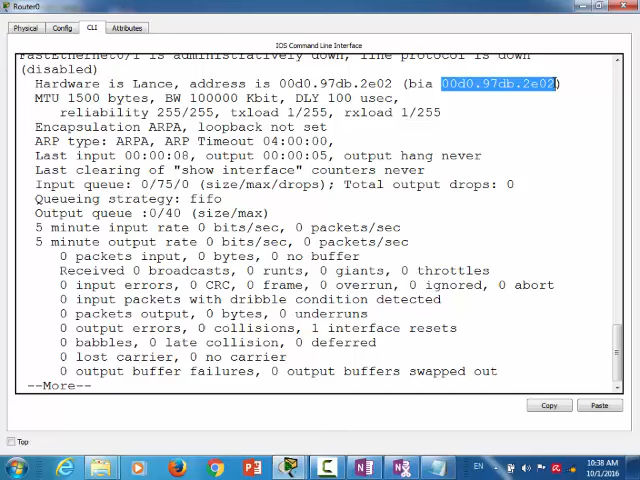 Router0
Physical Config CLI Attributes
IOS Command Line Interface
FastEthernet0/1 is administratively down, line protocol is down
(disabled)
Hardware is Lance, address is 00d0.97db.2e02 (bia 00d0.97db.2e02)
MTU 1500 bytes, BW 100000 Kbit, DLY 100 usec,
reliability 255/255, txload 1/255, rxload 1/255
Encapsulation ARPA, loopback not set
ARP type: ARPA, ARP Timeout 04:00:00,
Last input 00:00:08, output 00:00:05, output hang never
Last clearing of "show interface" counters never
Input queue: 0/75/0 (size/max/drops); Total output drops: 0
Queueing strategy: fifo
Output queue :0/40 (size/max)
5 minute input rate 0 bits/sec, 0 packets/sec
5 minute output rate 0 bits/sec, 0 packets/sec
0 packets input, 0 bytes, 0 no buffer
Received 0 broadcasts, 0 runts, 0 giants, 0 throttles
0 input errors, 0 CRC, 0 frame, 0 overrun, 0 ignored, 0 abort
0 input packets with dribble condition detected
0 packets output, 0 bytes, 0 underruns
0 output errors, 0 collisions, 1 interface resets
0 babbles, 0 late collision, 0 deferred
0 lost carrier, 0 no carrier
0 output buffer failures, 0 output buffers swapped out
--More--
Copy Paste
Top
EN
10:38 AM
10/1/2016